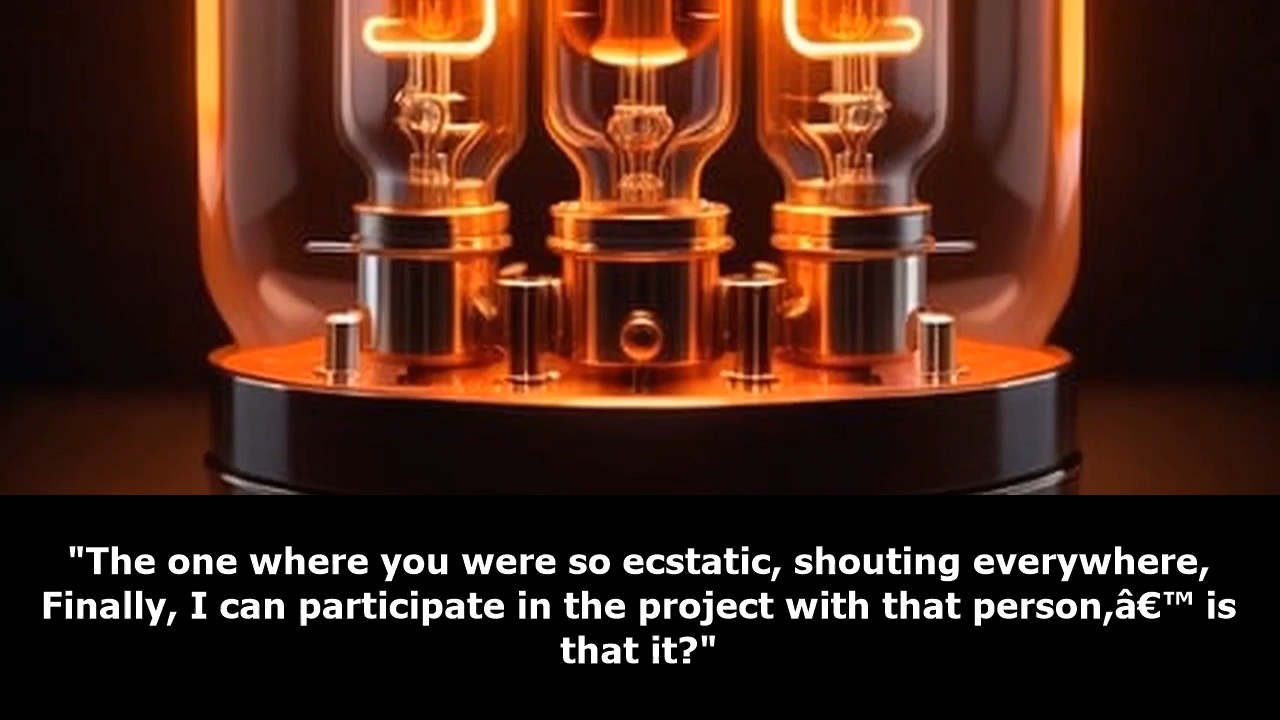 "The one where you were so ecstatic, shouting everywhere,
Finally, I can participate in the project with that person,â€™ is
that it?"